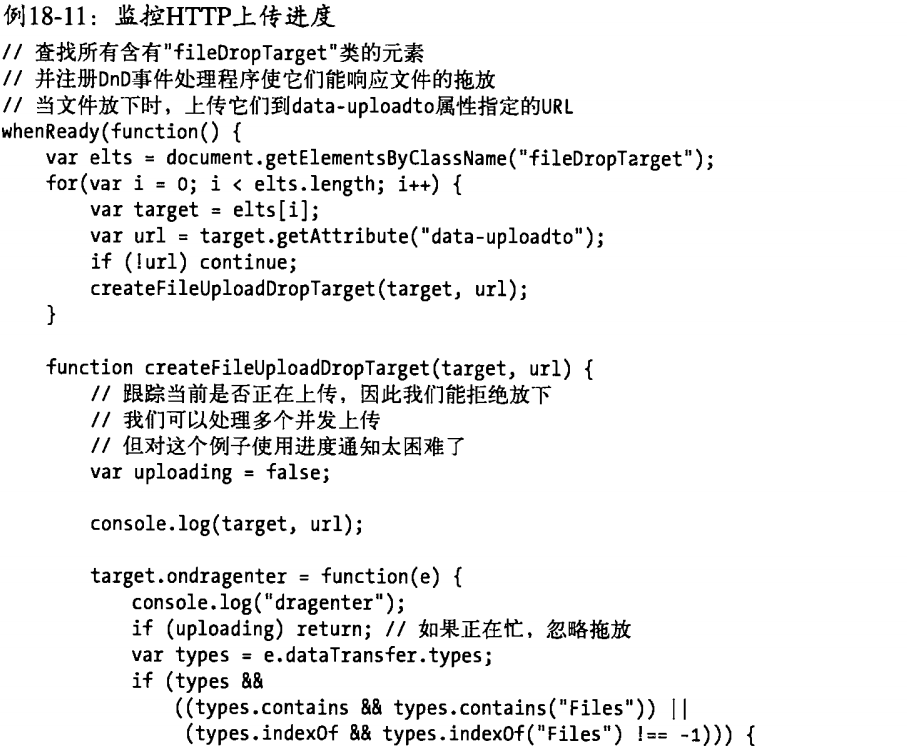 例18-11：监控HTTP上传进度
// 查找所有含有"fileDropTarget"类的元素
// 并注册DnD事件处理程序使它们能响应文件的拖放
// 当文件放下时，上传它们到data-uploadto属性指定的URL
whenReady(function() {
    var elts = document.getElementsByClassName("fileDropTarget");
    for(var i = 0; i < elts.length; i++) {
        var target = elts[i];
        var url = target.getAttribute("data-uploadto");
        if (!url) continue;
        createFileUploadDropTarget(target, url);
    }
    function createFileUploadDropTarget(target, url) {
        // 跟踪当前是否正在上传，因此我们能拒绝放下
        // 我们可以处理多个并发上传
        // 但对这个例子使用进度通知太困难了
        var uploading = false;
        console.log(target, url);
        target.ondragenter = function(e) {
            console.log("dragenter");
            if (uploading) return; // 如果正在忙，忽略拖放
            var types = e.dataTransfer.types;
            if (types &&
                ((types.contains && types.contains("Files")) ||
                 (types.indexOf && types.indexOf("Files") !== -1))) {